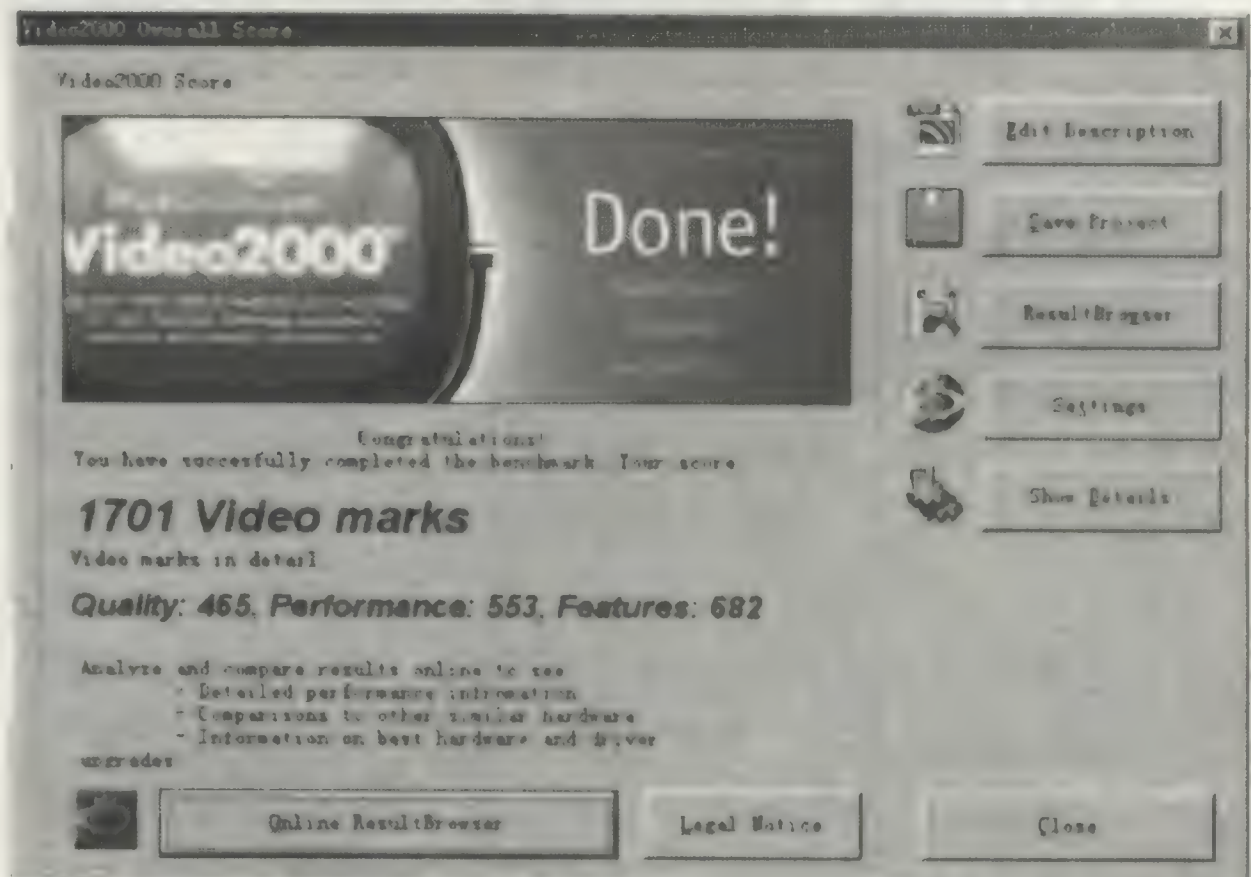 Video2000 Overall Score
Video2000 Score
Video2000
Done!
Edit Description
Save Project
ResultBrowser
Settings
Show Details
Congratulations!
You have succesfully completed the benchmark. Your score
1701 Video marks
Video marks in detail
Quality: 465, Performance: 553, Features: 682
Analyze and compare results online to see
- Detailed performance infromation
- Comparisons to other similar hardware
- Information on best hardware and driver
upgrades
Online ResultBrowser
Legal Notice
Close